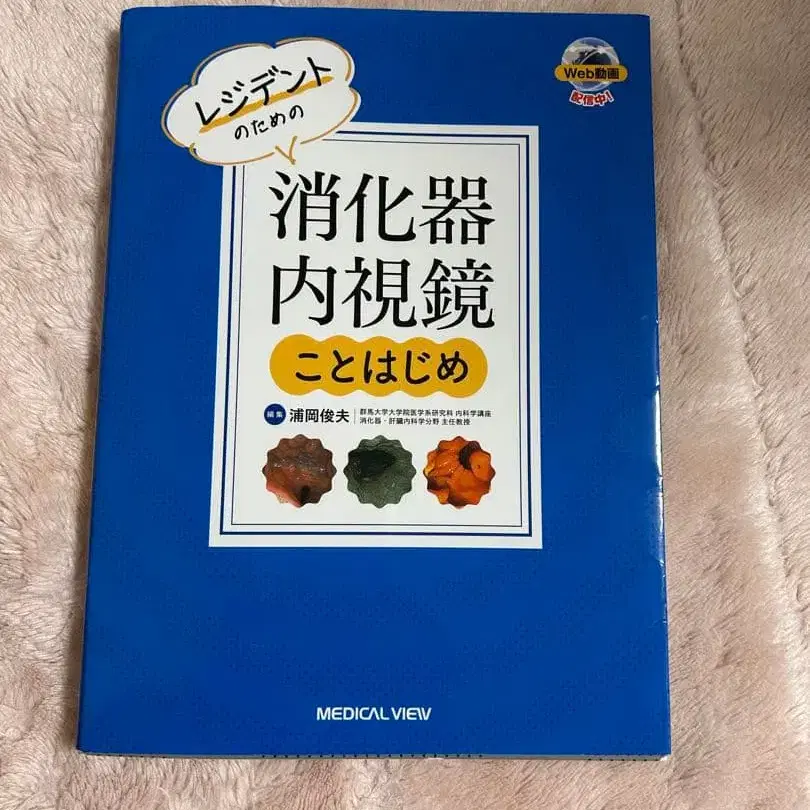 レジデント
のための
Web動画
配信中!
消化器
内視鏡
ことはじめ
編集 浦岡俊夫 群馬大学大学院医学系研究科 内科学講座
消化器・肝臓内科学分野 主任教授
MEDICAL VIEW